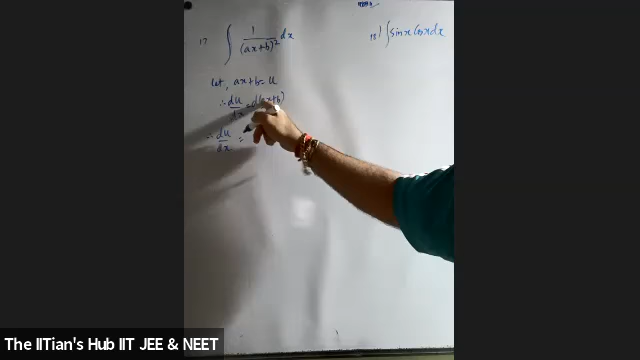 17 ∫ 1/(ax+b)² dx
18) ∫ sinx cosx dx
let, ax+b = u
∴ du/dx = d(ax+b)
∴ du/dx =
The IITian's Hub IIT JEE & NEET